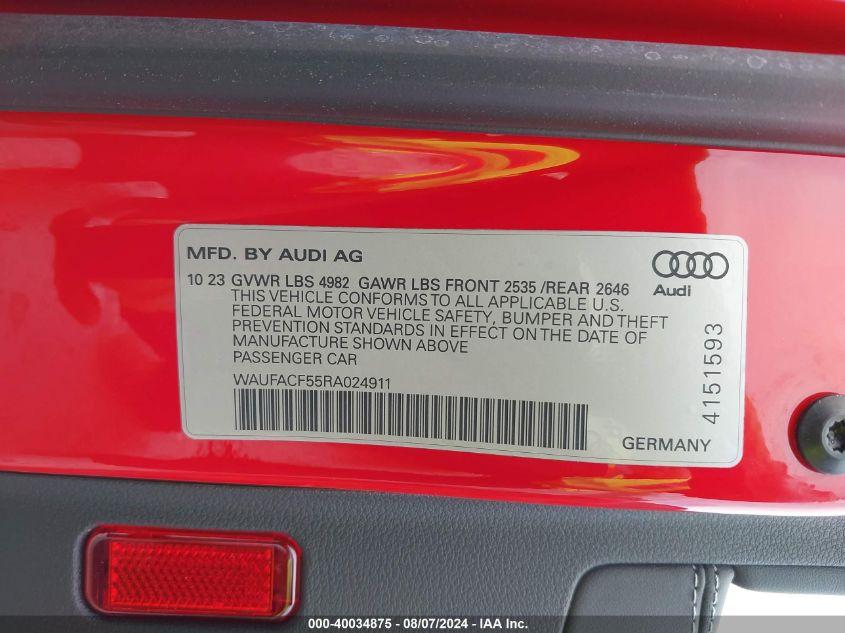 MFD. BY AUDI AG
Audi
10 23 GVWR LBS 4982 GAWR LBS FRONT 2535 /REAR 2646
THIS VEHICLE CONFORMS TO ALL APPLICABLE U.S.
FEDERAL MOTOR VEHICLE SAFETY, BUMPER AND THEFT
PREVENTION STANDARDS IN EFFECT ON THE DATE OF
MANUFACTURE SHOWN ABOVE
PASSENGER CAR
WAUFACF55RA024911
4151593
GERMANY
000-40034875 - 08/07/2024 - IAA Inc.